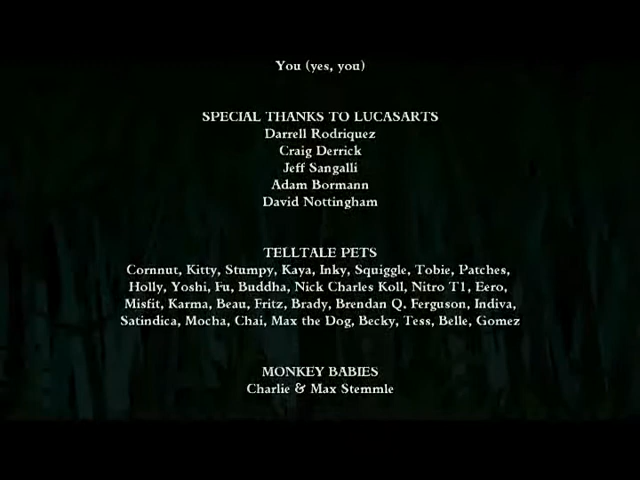 You (yes, you)
SPECIAL THANKS TO LUCASARTS
Darrell Rodriquez
Craig Derrick
Jeff Sangalli
Adam Bormann
David Nottingham
TELLTALE PETS
Cornnut, Kitty, Stumpy, Kaya, Inky, Squiggle, Tobie, Patches,
Holly, Yoshi, Fu, Buddha, Nick Charles Koll, Nitro T1, Eero,
Misfit, Karma, Beau, Fritz, Brady, Brendan Q. Ferguson, Indiva,
Satindica, Mocha, Chai, Max the Dog, Becky, Tess, Belle, Gomez
MONKEY BABIES
Charlie & Max Stemmle